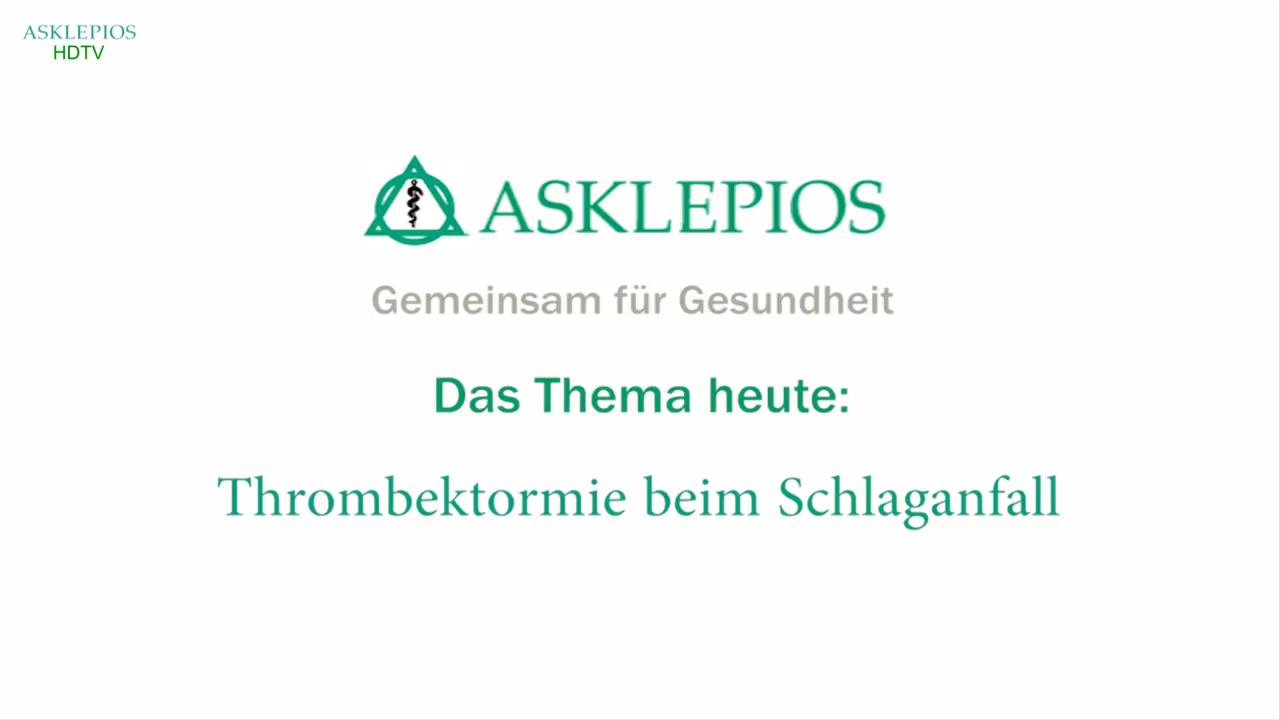 ASKLEPIOS
HDTV
ASKLEPIOS
Gemeinsam für Gesundheit
Das Thema heute:
Thrombektormie beim Schlaganfall